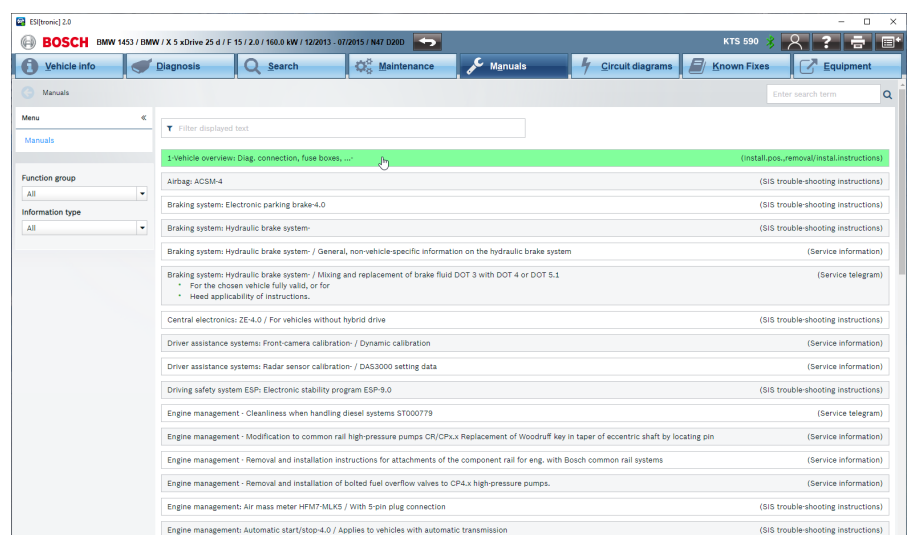 ESI[tronic] 2.0
BOSCH BMW 1453 / BMW / X 5 xDrive 25 d / F 15 / 2.0 / 160.0 kW / 12/2013 - 07/2015 / N47 D20D KTS 590
Vehicle info Diagnosis Search Maintenance Manuals Circuit diagrams Known Fixes Equipment
Manuals Enter search term
Menu «
Manuals
Function group
All
Information type
All
Filter displayed text
1-Vehicle overview: Diag. connection, fuse boxes, ...- (Install.pos.,removal/instal.instructions)
Airbag: ACSM-4 (SIS trouble-shooting instructions)
Braking system: Electronic parking brake-4.0 (SIS trouble-shooting instructions)
Braking system: Hydraulic brake system- (SIS trouble-shooting instructions)
Braking system: Hydraulic brake system- / General, non-vehicle-specific information on the hydraulic brake system (Service information)
Braking system: Hydraulic brake system- / Mixing and replacement of brake fluid DOT 3 with DOT 4 or DOT 5.1 (Service telegram)
• For the chosen vehicle fully valid, or for
• Heed applicability of instructions.
Central electronics: ZE-4.0 / For vehicles without hybrid drive (SIS trouble-shooting instructions)
Driver assistance systems: Front-camera calibration- / Dynamic calibration (Service information)
Driver assistance systems: Radar sensor calibration- / DAS3000 setting data (Service information)
Driving safety system ESP: Electronic stability program ESP-9.0 (SIS trouble-shooting instructions)
Engine management - Cleanliness when handling diesel systems ST000779 (Service telegram)
Engine management - Modification to common rail high-pressure pumps CR/CPx.x Replacement of Woodruff key in taper of eccentric shaft by locating pin (Service information)
Engine management - Removal and installation instructions for attachments of the component rail for eng. with Bosch common rail systems (Service information)
Engine management - Removal and installation of bolted fuel overflow valves to CP4.x high-pressure pumps. (Service information)
Engine management: Air mass meter HFM7-MLK5 / With 5-pin plug connection (SIS trouble-shooting instructions)
Engine management: Automatic start/stop-4.0 / Applies to vehicles with automatic transmission (SIS trouble-shooting instructions)